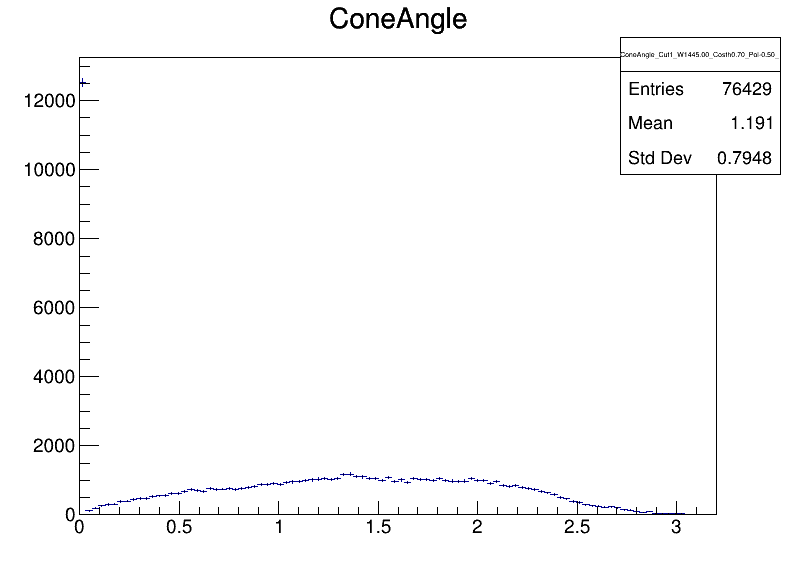 ConeAngle
ConeAngle_Cut1_W1445.00_Costh0.70_Pol-0.50_
Entries 76429
Mean 1.191
Std Dev 0.7948
12000
10000
8000
6000
4000
2000
0
0 0.5 1 1.5 2 2.5 3